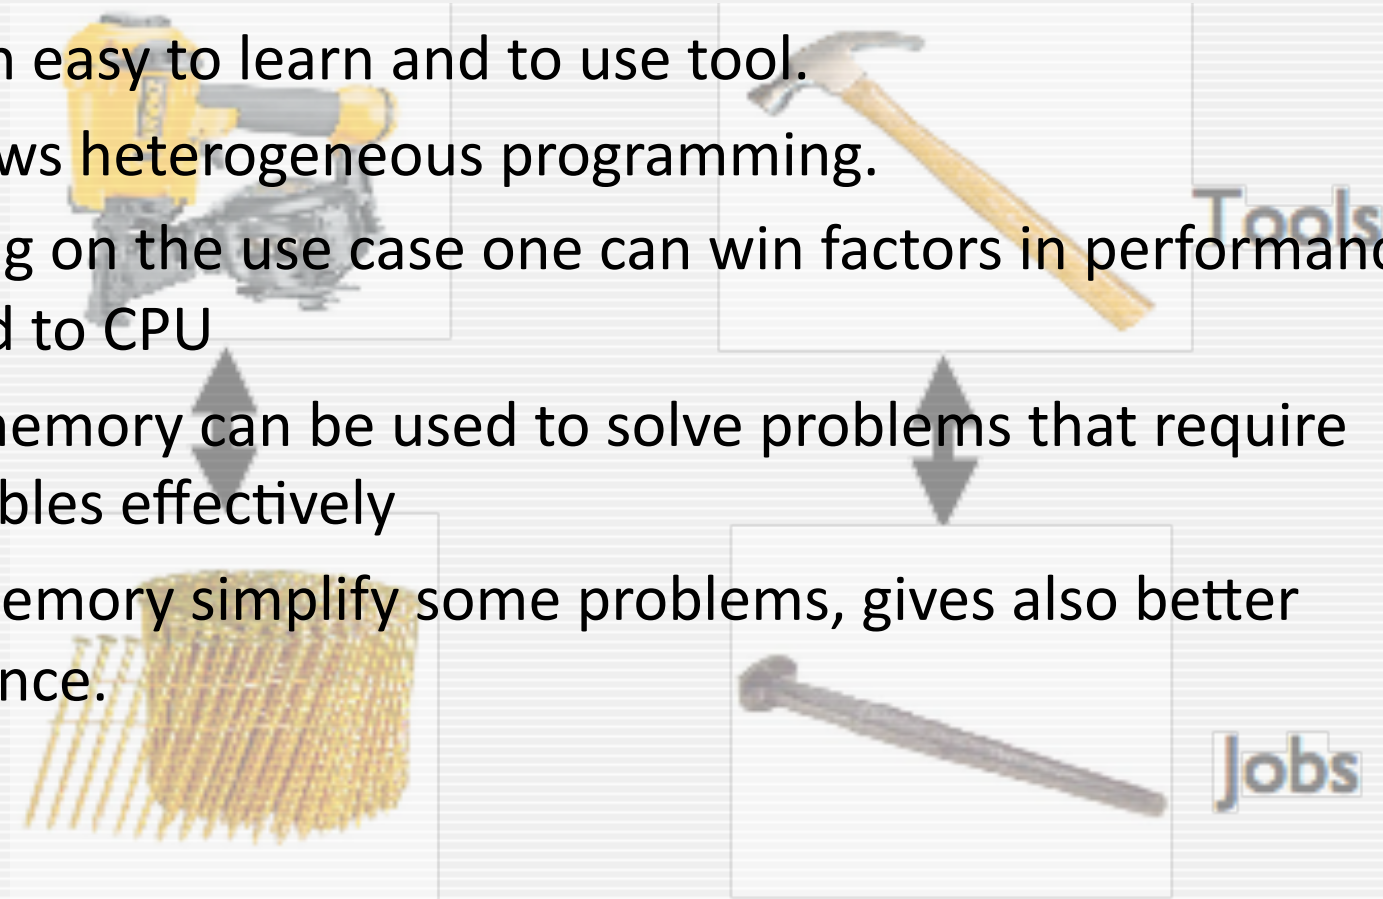 n easy to learn and to use tool.
ws heterogeneous programming.
Tools
g on the use case one can win factors in performanc
d to CPU
emory can be used to solve problems that require
bles effectively
emory simplify some problems, gives also better
nce.
Jobs